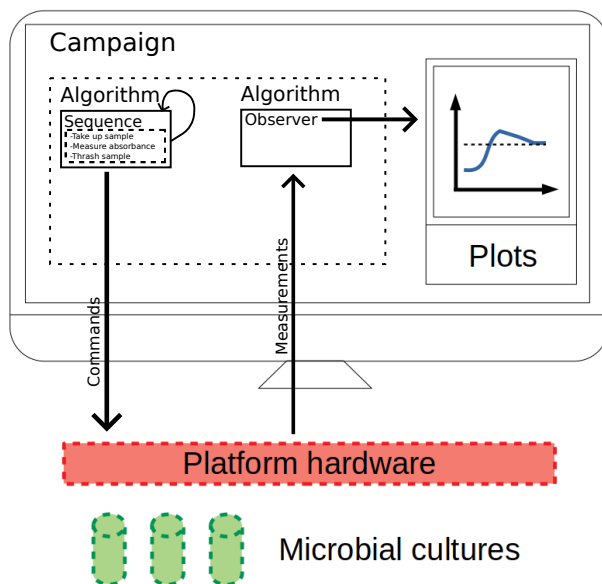 Campaign
Algorithm
Sequence
-Take up sample
-Measure absorbance
-Thrash sample
Algorithm
Observer
Plots
Commands
Measurements
Platform hardware
Microbial cultures